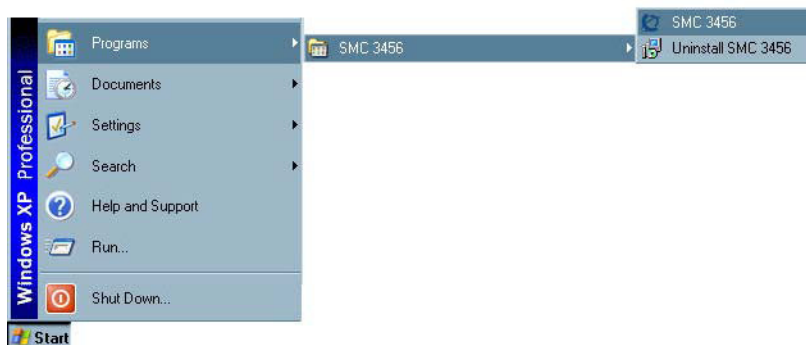 SMC 3456
Programs
SMC 3456
Uninstall SMC 3456
Documents
Settings
Search
Help and Support
Run...
Shut Down...
Windows XP Professional
Start